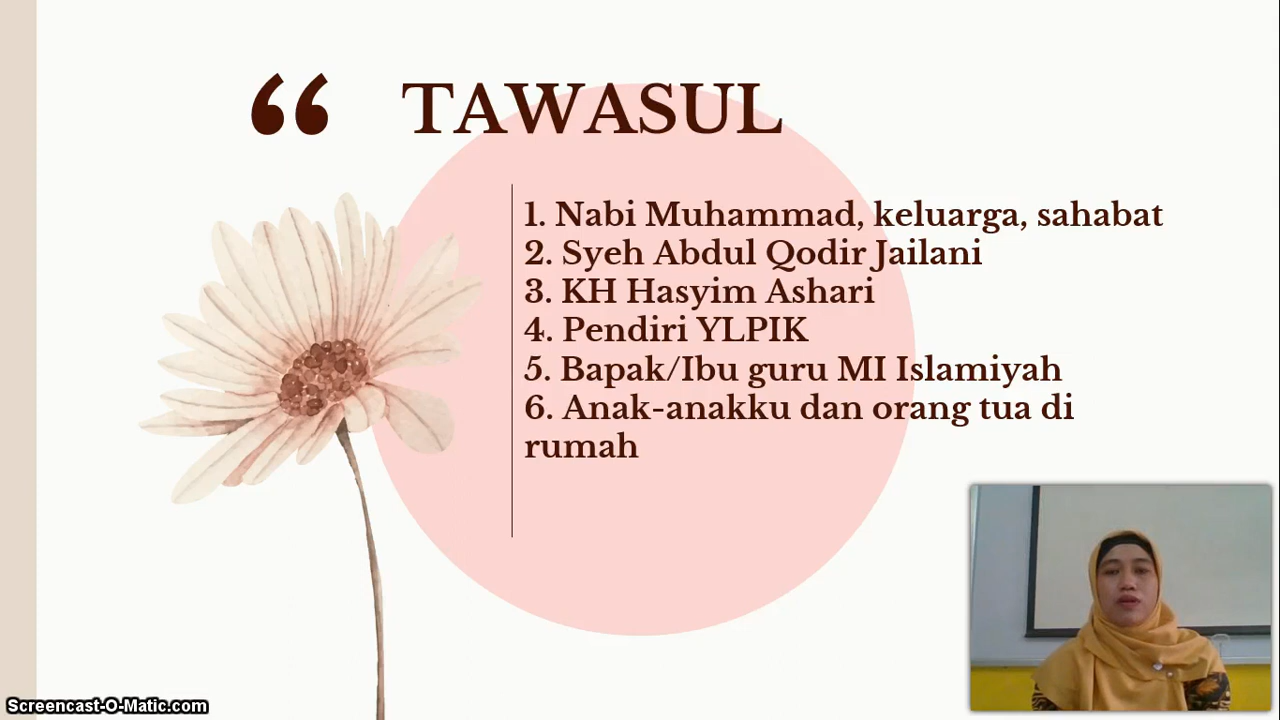 “ TAWASUL
1. Nabi Muhammad, keluarga, sahabat
2. Syeh Abdul Qodir Jailani
3. KH Hasyim Ashari
4. Pendiri YLPIK
5. Bapak/Ibu guru MI Islamiyah
6. Anak-anakku dan orang tua di
rumah
Screencast-O-Matic.com